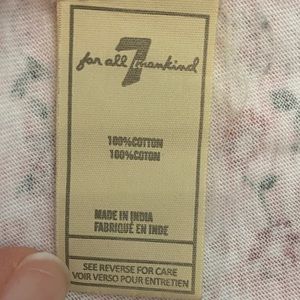 for all 7 mankind
100%COTTON
100%COTON
MADE IN INDIA
FABRIQUÉ EN INDE
SEE REVERSE FOR CARE
VOIR VERSO POUR ENTRETIEN